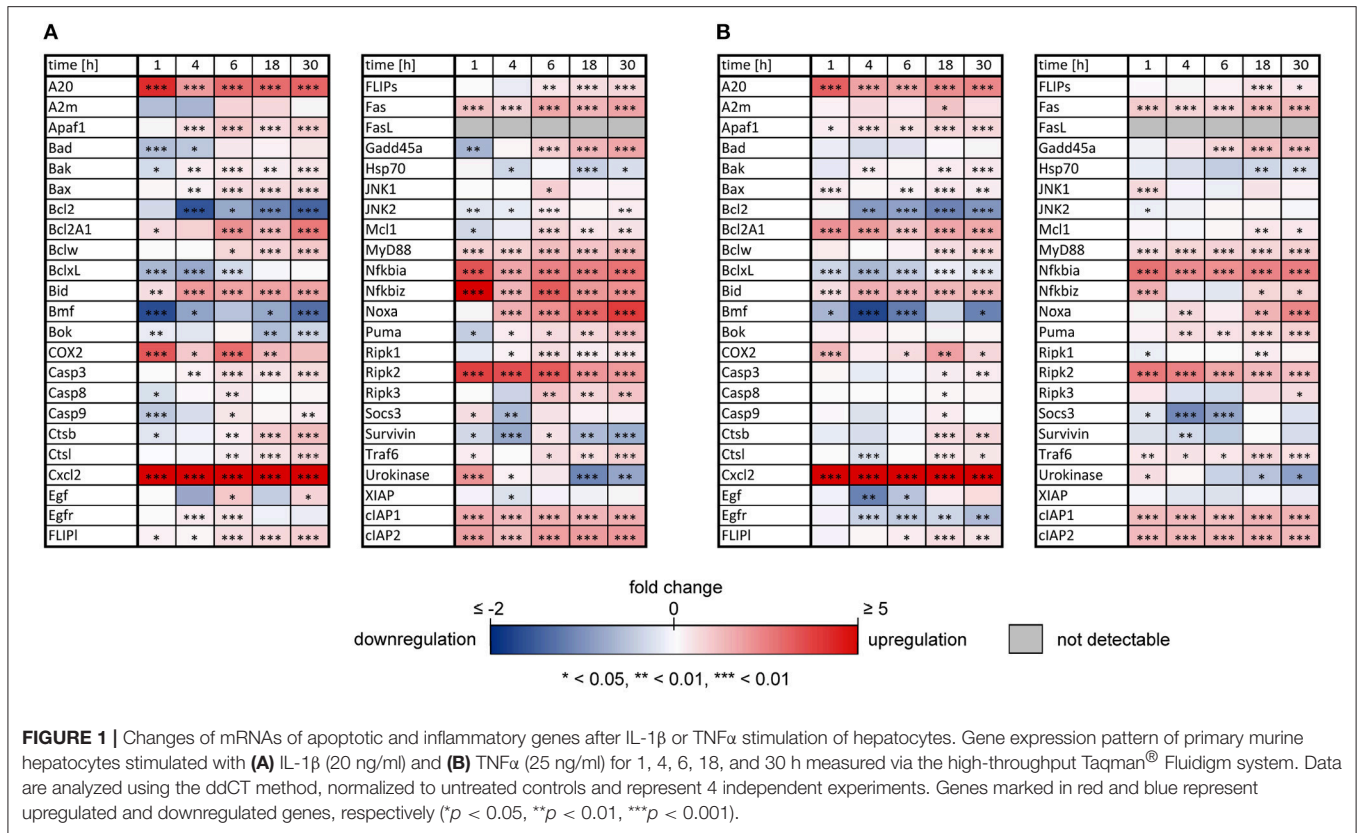 A
time [h] 1 4 6 18 30
A20 *** *** *** *** ***
A2m
Apaf1 *** *** *** ***
Bad *** *
Bak * ** *** ** ***
Bax ** *** *** ***
Bcl2 *** * *** ***
Bcl2A1 * *** *** ***
Bclw * *** ***
BclxL *** *** ***
Bid ** *** *** *** ***
Bmf *** * * ***
Bok ** ** ***
COX2 *** * *** **
Casp3 ** *** *** ***
Casp8 * **
Casp9 *** * **
Ctsb * ** *** ***
Ctsl ** *** ***
Cxcl2 *** *** *** *** ***
Egf * *
Egfr *** ***
FLIPl * * *** *** ***
time [h] 1 4 6 18 30
FLIPs ** *** ***
Fas *** *** *** *** ***
FasL
Gadd45a ** *** *** ***
Hsp70 * *** *
JNK1 *
JNK2 ** * *** **
Mcl1 * *** ** **
MyD88 *** *** *** *** ***
Nfkbia *** *** *** *** ***
Nfkbiz *** *** *** *** ***
Noxa *** *** *** ***
Puma * * * ** ***
Ripk1 * *** *** ***
Ripk2 *** *** *** *** ***
Ripk3 ** ** **
Socs3 * **
Survivin * *** * ** ***
Traf6 * * ** ***
Urokinase *** * *** **
XIAP *
cIAP1 *** *** *** *** ***
cIAP2 *** *** *** *** ***
B
time [h] 1 4 6 18 30
A20 *** *** *** *** ***
A2m *
Apaf1 * *** ** *** ***
Bad
Bak ** ** ***
Bax *** ** *** **
Bcl2 ** *** *** ***
Bcl2A1 *** *** *** *** ***
Bclw *** ***
BclxL *** *** *** *** ***
Bid *** *** *** *** ***
Bmf * *** *** *
Bok
COX2 *** * ** *
Casp3 * **
Casp8 *
Casp9 *
Ctsb *** **
Ctsl *** *** *
Cxcl2 *** *** *** *** ***
Egf ** *
Egfr *** *** ** **
FLIPl * *** **
time [h] 1 4 6 18 30
FLIPs *** *
Fas *** *** *** *** ***
FasL
Gadd45a *** *** ***
Hsp70 ** **
JNK1 ***
JNK2 *
Mcl1 ** *
MyD88 *** *** *** *** ***
Nfkbia *** *** *** *** ***
Nfkbiz *** * *
Noxa ** ** ***
Puma ** ** *** ***
Ripk1 * **
Ripk2 *** *** *** *** ***
Ripk3 *
Socs3 * *** ***
Survivin **
Traf6 ** * * *** ***
Urokinase * * *
XIAP
cIAP1 *** *** *** *** ***
cIAP2 *** *** *** *** ***
fold change
≤ -2 0 ≥ 5
downregulation upregulation not detectable
* < 0.05, ** < 0.01, *** < 0.01
FIGURE 1 | Changes of mRNAs of apoptotic and inflammatory genes after IL-1β or TNFα stimulation of hepatocytes. Gene expression pattern of primary murine
hepatocytes stimulated with (A) IL-1β (20 ng/ml) and (B) TNFα (25 ng/ml) for 1, 4, 6, 18, and 30 h measured via the high-throughput Taqman® Fluidigm system. Data
are analyzed using the ddCT method, normalized to untreated controls and represent 4 independent experiments. Genes marked in red and blue represent
upregulated and downregulated genes, respectively (*p < 0.05, **p < 0.01, ***p < 0.001).